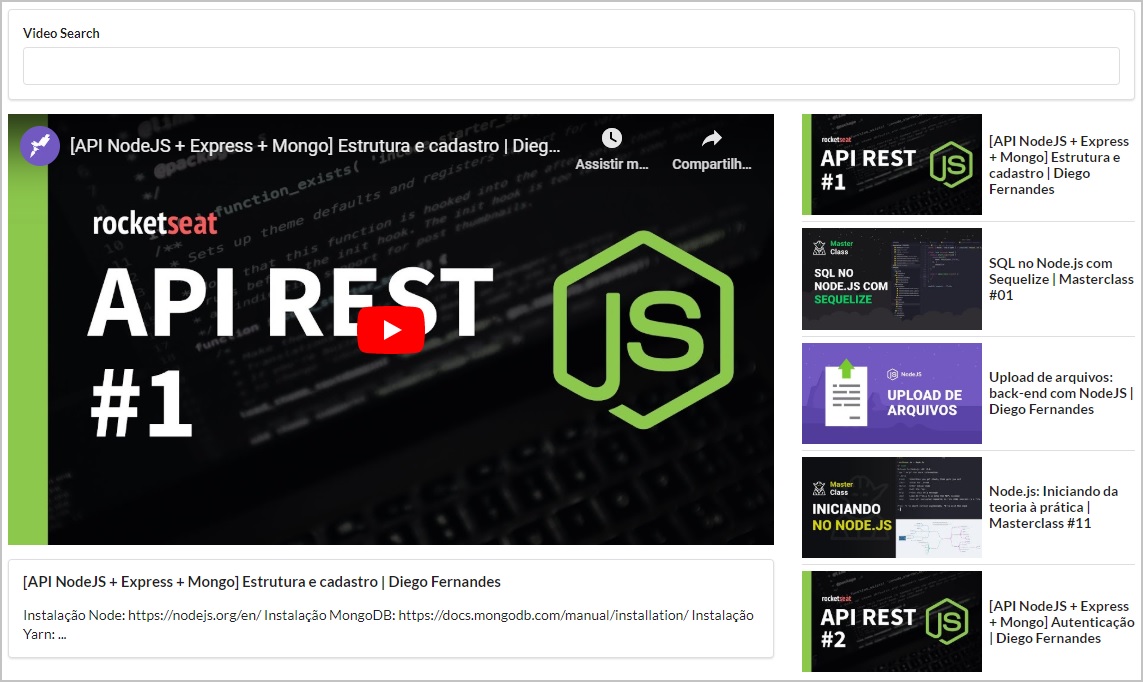 Video Search
[API NodeJS + Express + Mongo] Estrutura e cadastro | Dieg...
Assistir m...
Compartilh...
rocketseat
API REST
#1
JS
[API NodeJS + Express + Mongo] Estrutura e cadastro | Diego Fernandes
Instalação Node: https://nodejs.org/en/ Instalação MongoDB: https://docs.mongodb.com/manual/installation/ Instalação
Yarn: ...
rocketseat
API REST
#1
JS
[API NodeJS + Express
+ Mongo] Estrutura e
cadastro | Diego
Fernandes
Master
Class
SQL NO
NODE.JS COM
SEQUELIZE
SQL no Node.js com
Sequelize | Masterclass
#01
NodeJS
UPLOAD DE
ARQUIVOS
Upload de arquivos:
back-end com NodeJS |
Diego Fernandes
Master
Class
INICIANDO
NO NODE.JS
Node.js: Iniciando da
teoria à prática |
Masterclass #11
rocketseat
API REST
#2
JS
[API NodeJS + Express
+ Mongo] Autenticação
| Diego Fernandes